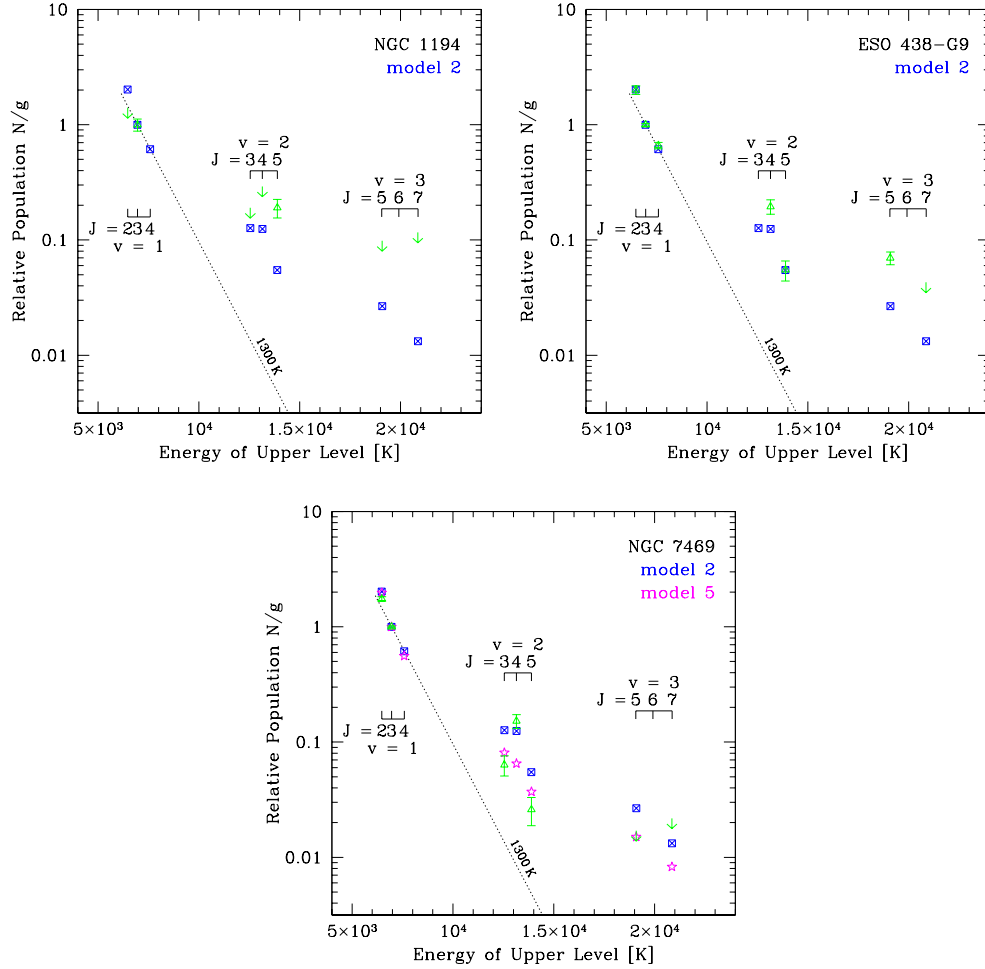 NGC 1194
model 2
10
1
0.1
0.01
Relative Population N/g
v = 2
J = 3 4 5
v = 3
J = 5 6 7
J = 2 3 4
v = 1
1300 K
5×10³
10⁴
1.5×10⁴
2×10⁴
Energy of Upper Level [K]
ESO 438-G9
model 2
10
1
0.1
0.01
Relative Population N/g
v = 2
J = 3 4 5
v = 3
J = 5 6 7
J = 2 3 4
v = 1
1300 K
5×10³
10⁴
1.5×10⁴
2×10⁴
Energy of Upper Level [K]
NGC 7469
model 2
model 5
10
1
0.1
0.01
Relative Population N/g
v = 2
J = 3 4 5
v = 3
J = 5 6 7
J = 2 3 4
v = 1
1300 K
5×10³
10⁴
1.5×10⁴
2×10⁴
Energy of Upper Level [K]